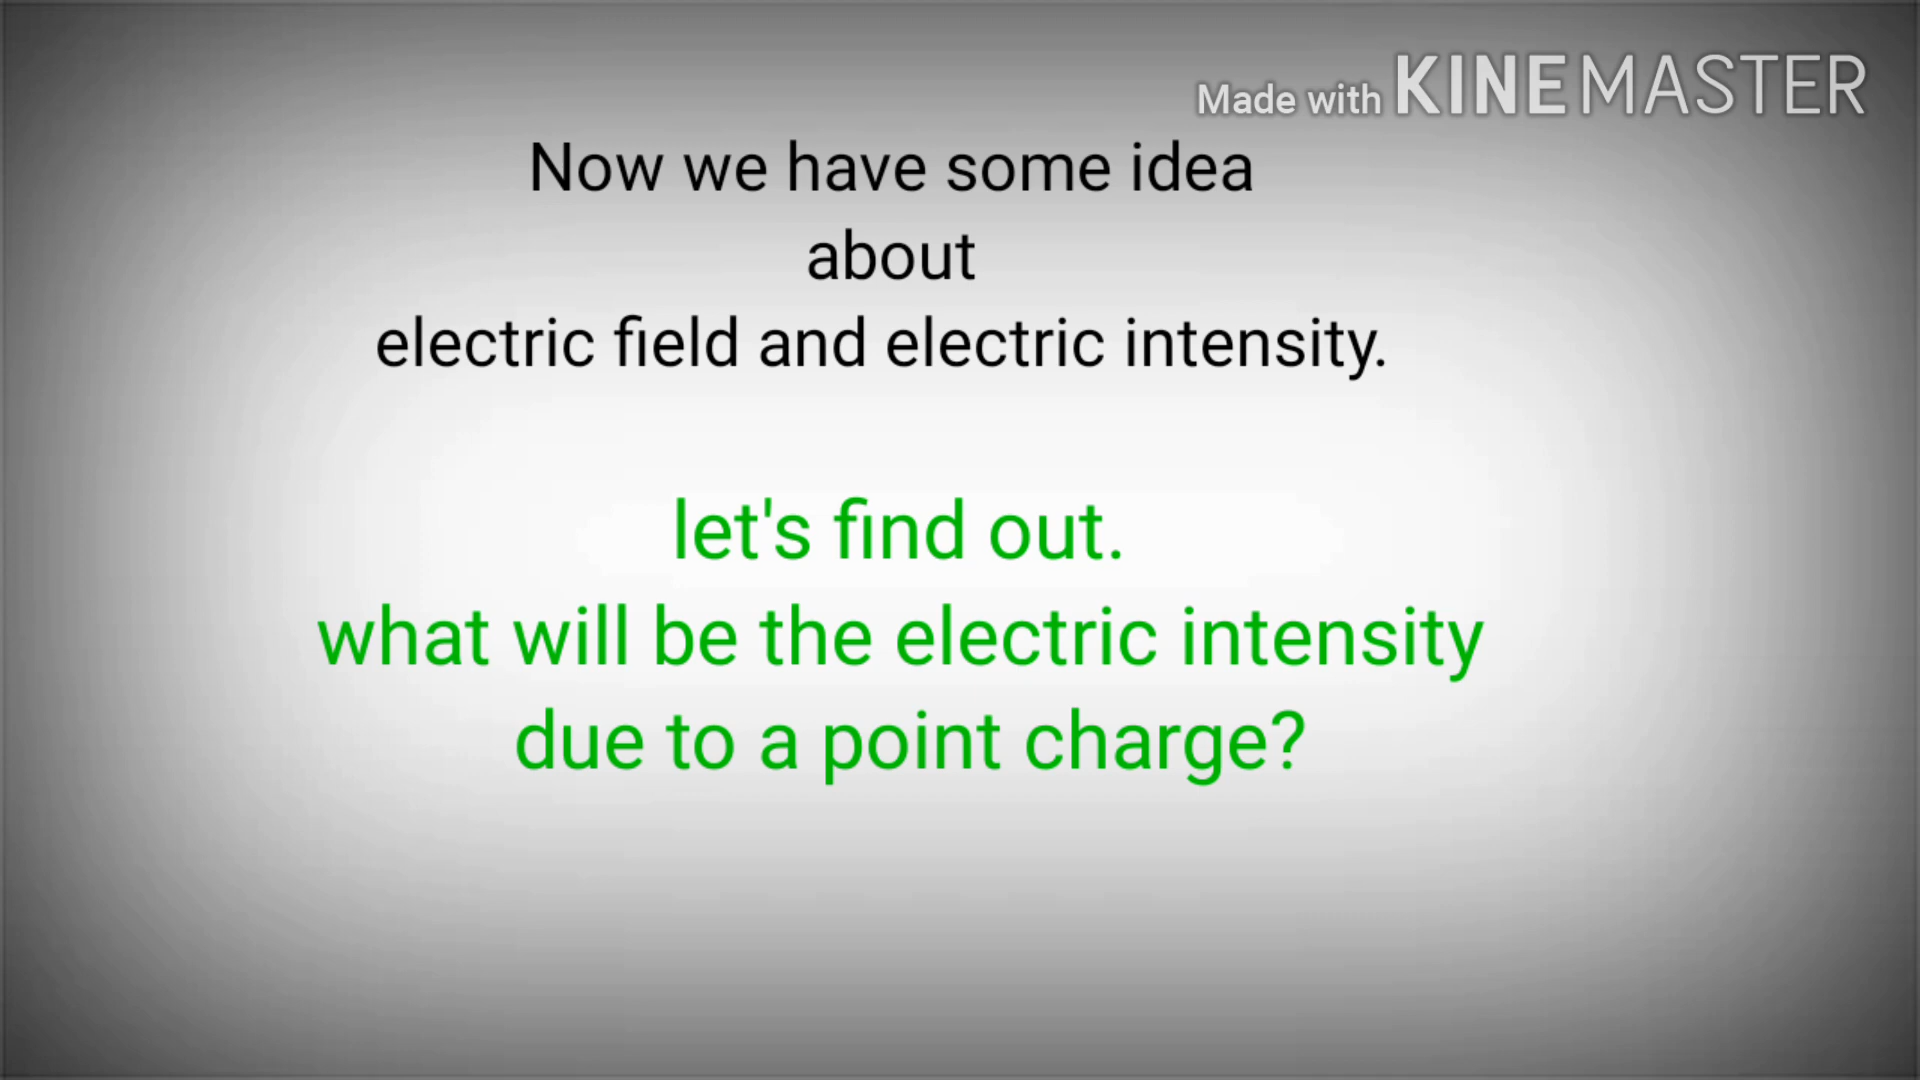 Made with KINEMASTER
Now we have some idea
about
electric field and electric intensity.
let's find out.
what will be the electric intensity
due to a point charge?